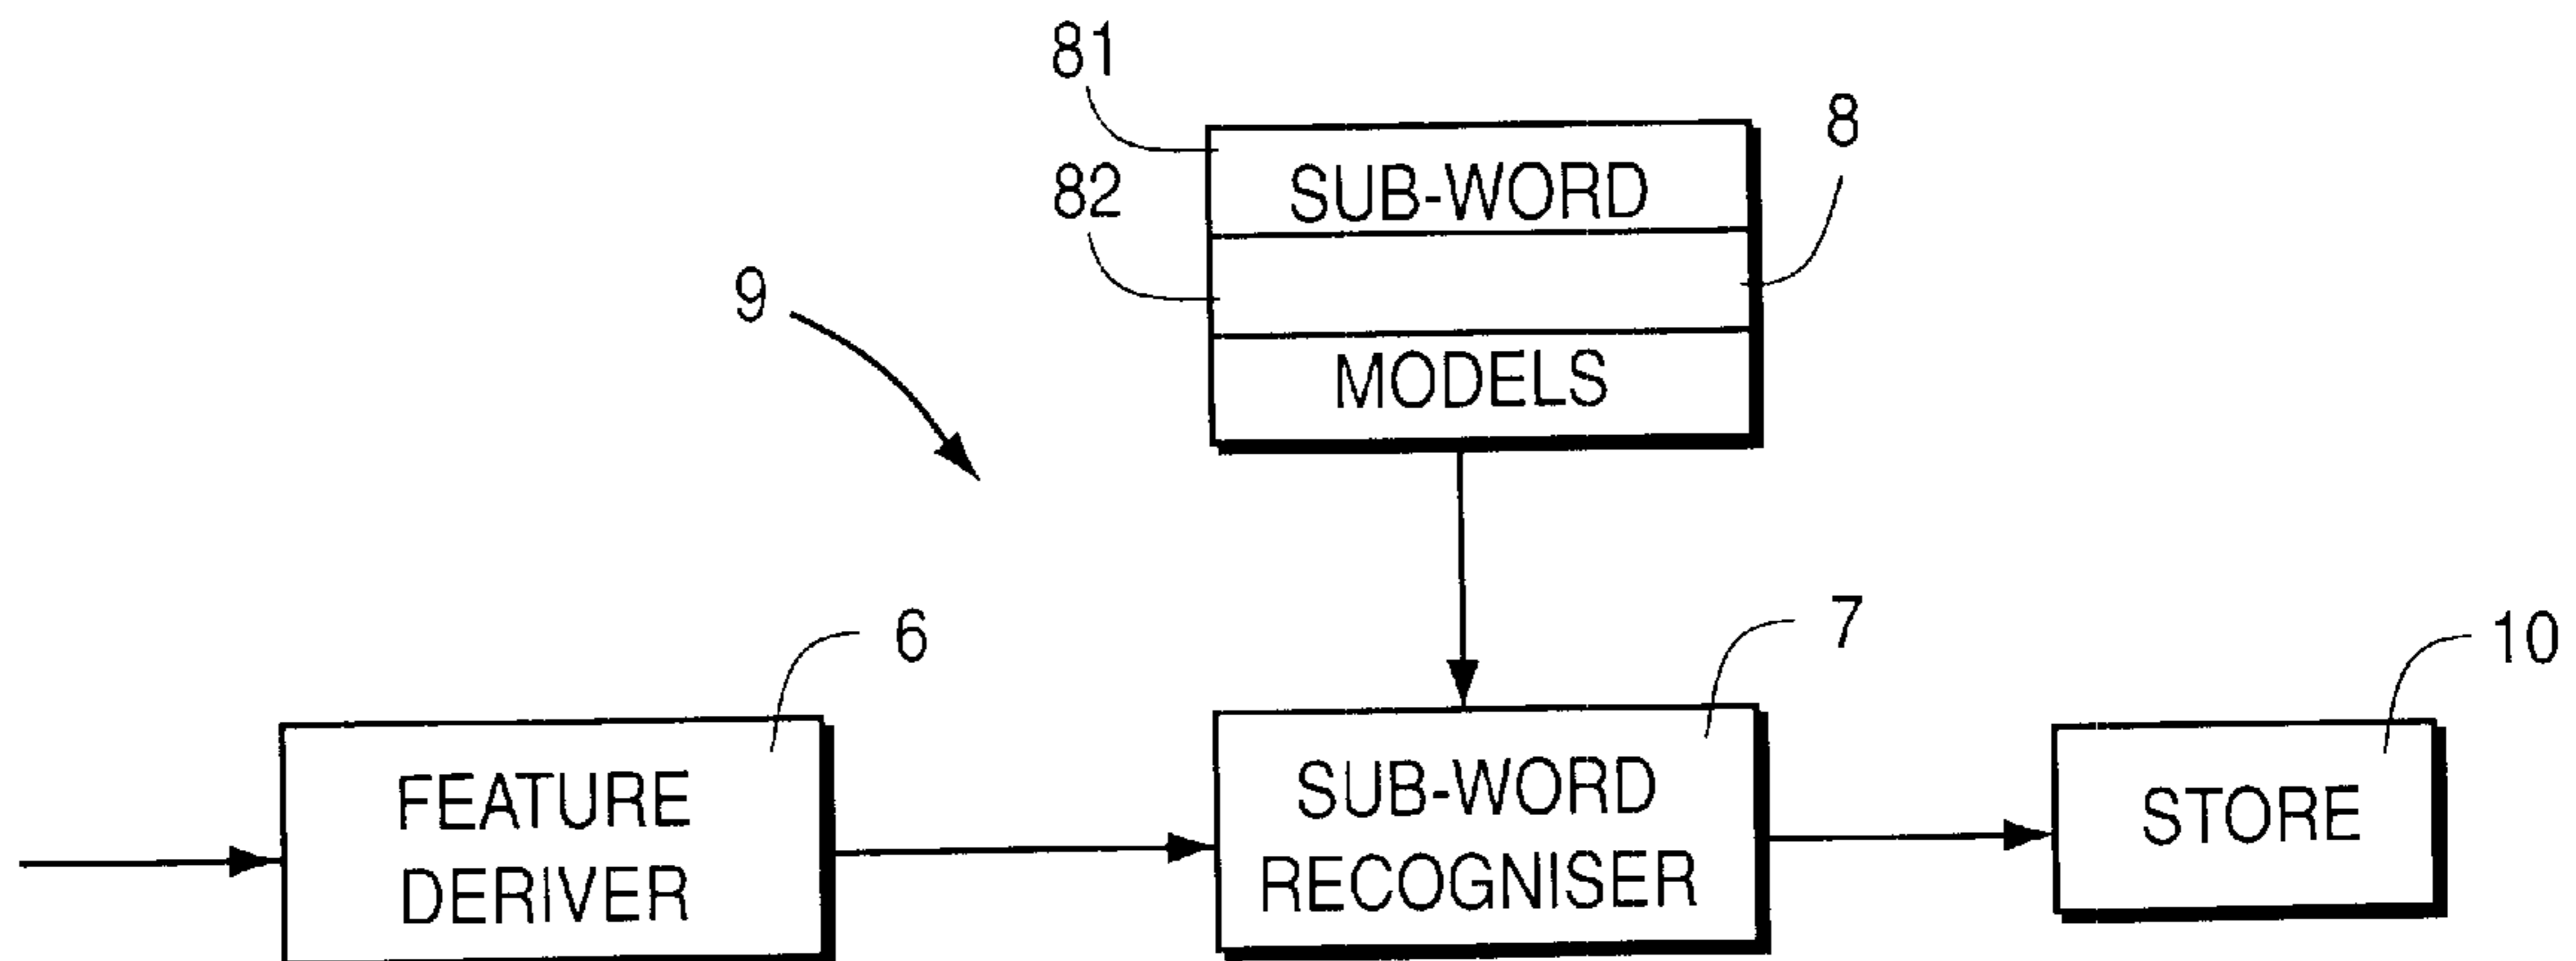 81
8
SUB-WORD
82
9
MODELS
6
7
10
FEATURE
DERIVER
SUB-WORD
RECOGNISER
STORE